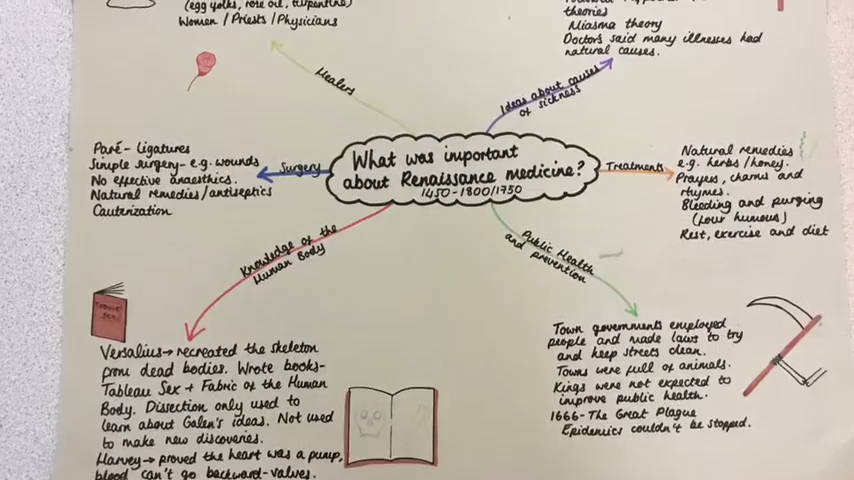 (egg yolks, rose oil, turpentine)
Women / Priests / Physicians
Healers
theories
Miasma theory
Doctors said many illnesses had
natural causes.
Ideas about causes
of sickness
What was important
about Renaissance medicine?
1450-1800/1750
Surgery
Paré- Ligatures
Simple surgery- e.g. wounds
No effective anaesthics.
Natural remedies/antiseptics
Cauterization
Treatments
Natural remedies
e.g. herbs/honey.
Prayers, charms and
rhymes.
Bleeding and purging
(four humous)
Rest, exercise and diet
Knowledge of the
Human Body
Versalius→ recreated the skeleton
from dead bodies. Wrote books-
Tableau Sex + Fabric of the Human
Body. Dissection only used to
learn about Galen's ideas. Not used
to make new discoveries.
Harvey→ proved the heart was a pump,
blood can't go backward-valves.
Public Health
and prevention
Town governments employed
people and made laws to try
and keep streets clean.
Towns were full of animals.
Kings were not expected to
improve public health.
1666-The Great Plague
Epidemics couldn't be stopped.